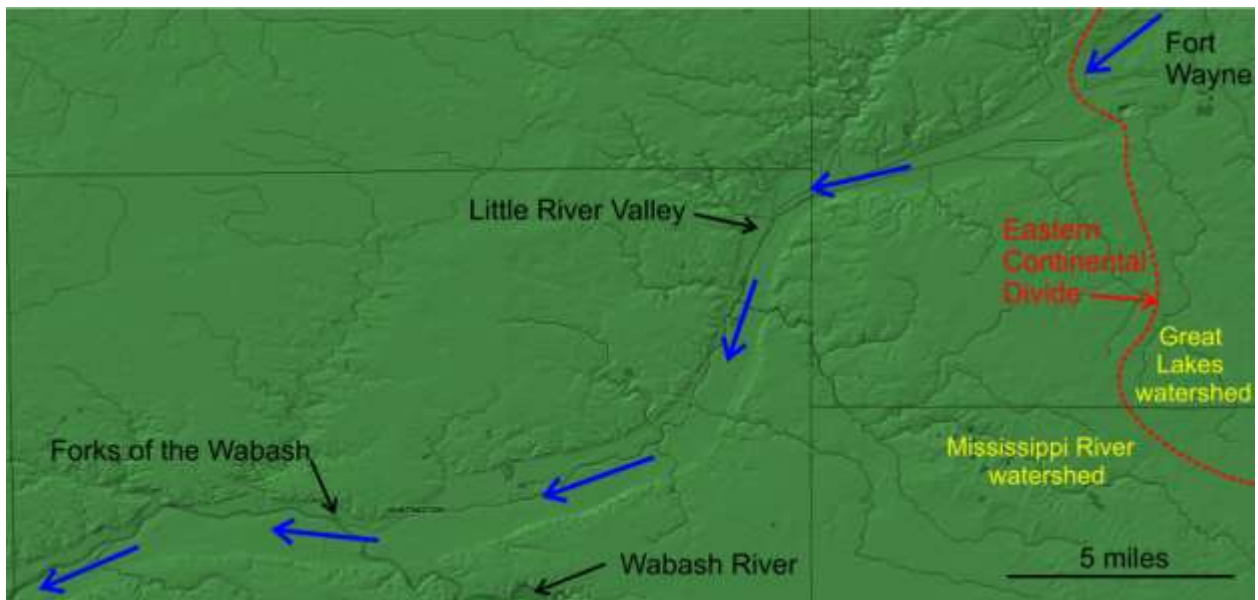 Fort
Wayne
Little River Valley
Eastern
Continental
Divide
Great
Lakes
watershed
Forks of the Wabash
Mississippi River
watershed
HUNTINGTON
Wabash River
5 miles